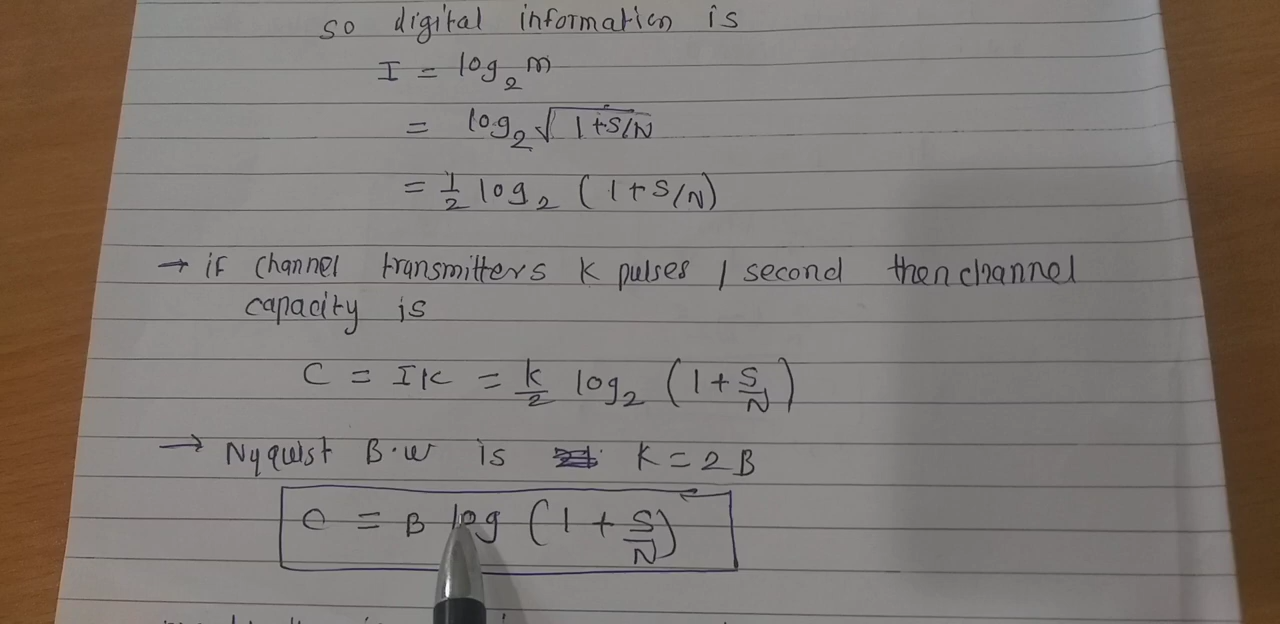 so digital information is
I = log₂ m
= log₂ √1+S/N
= 1/2 log₂ (1+S/N)
→ if channel transmitters K pulses / second then channel
capacity is
C = IK = k/2 log₂ (1+S/N)
→ Nyquist B.w is K = 2B
C = B log (1+S/N)